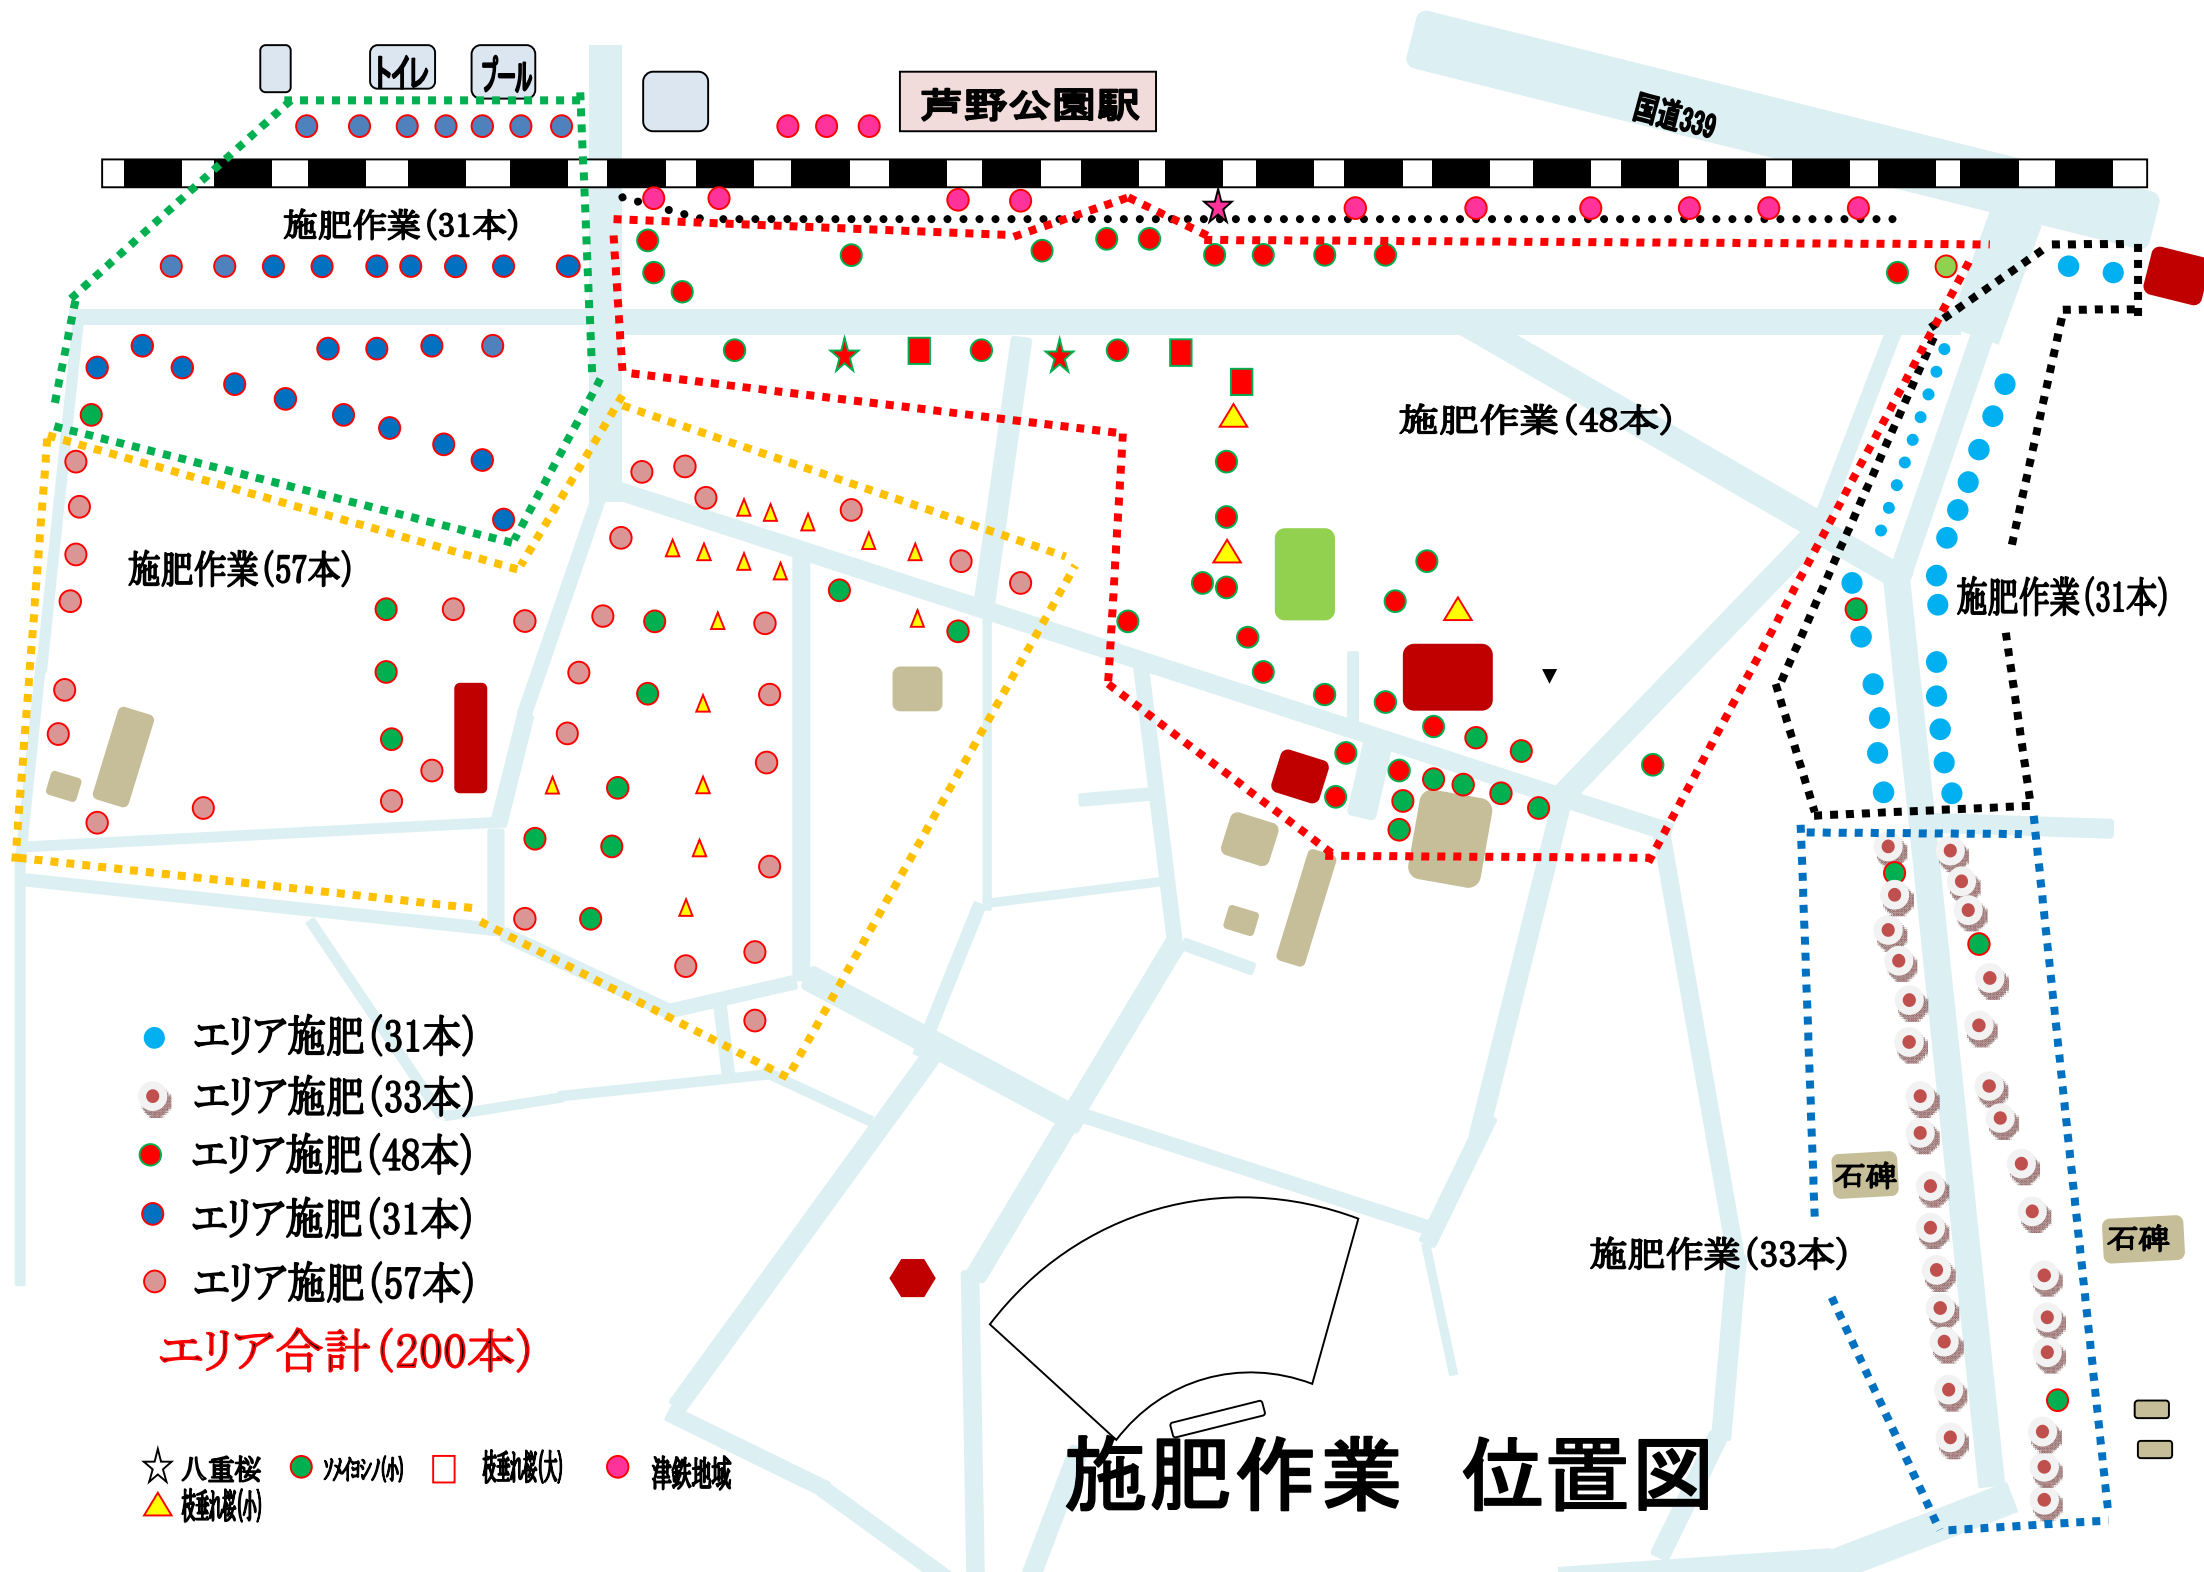 トイレ
プール
芦野公園駅
国道339
施肥作業(31本)
施肥作業(48本)
施肥作業(57本)
施肥作業(31本)
石碑
石碑
施肥作業(33本)
エリア施肥(31本)
エリア施肥(33本)
エリア施肥(48本)
エリア施肥(31本)
エリア施肥(57本)
エリア合計(200本)
八重桜
ソメイヨシノ(小)
枝垂れ桜(大)
津鉄地域
枝垂れ桜(小)
施肥作業 位置図